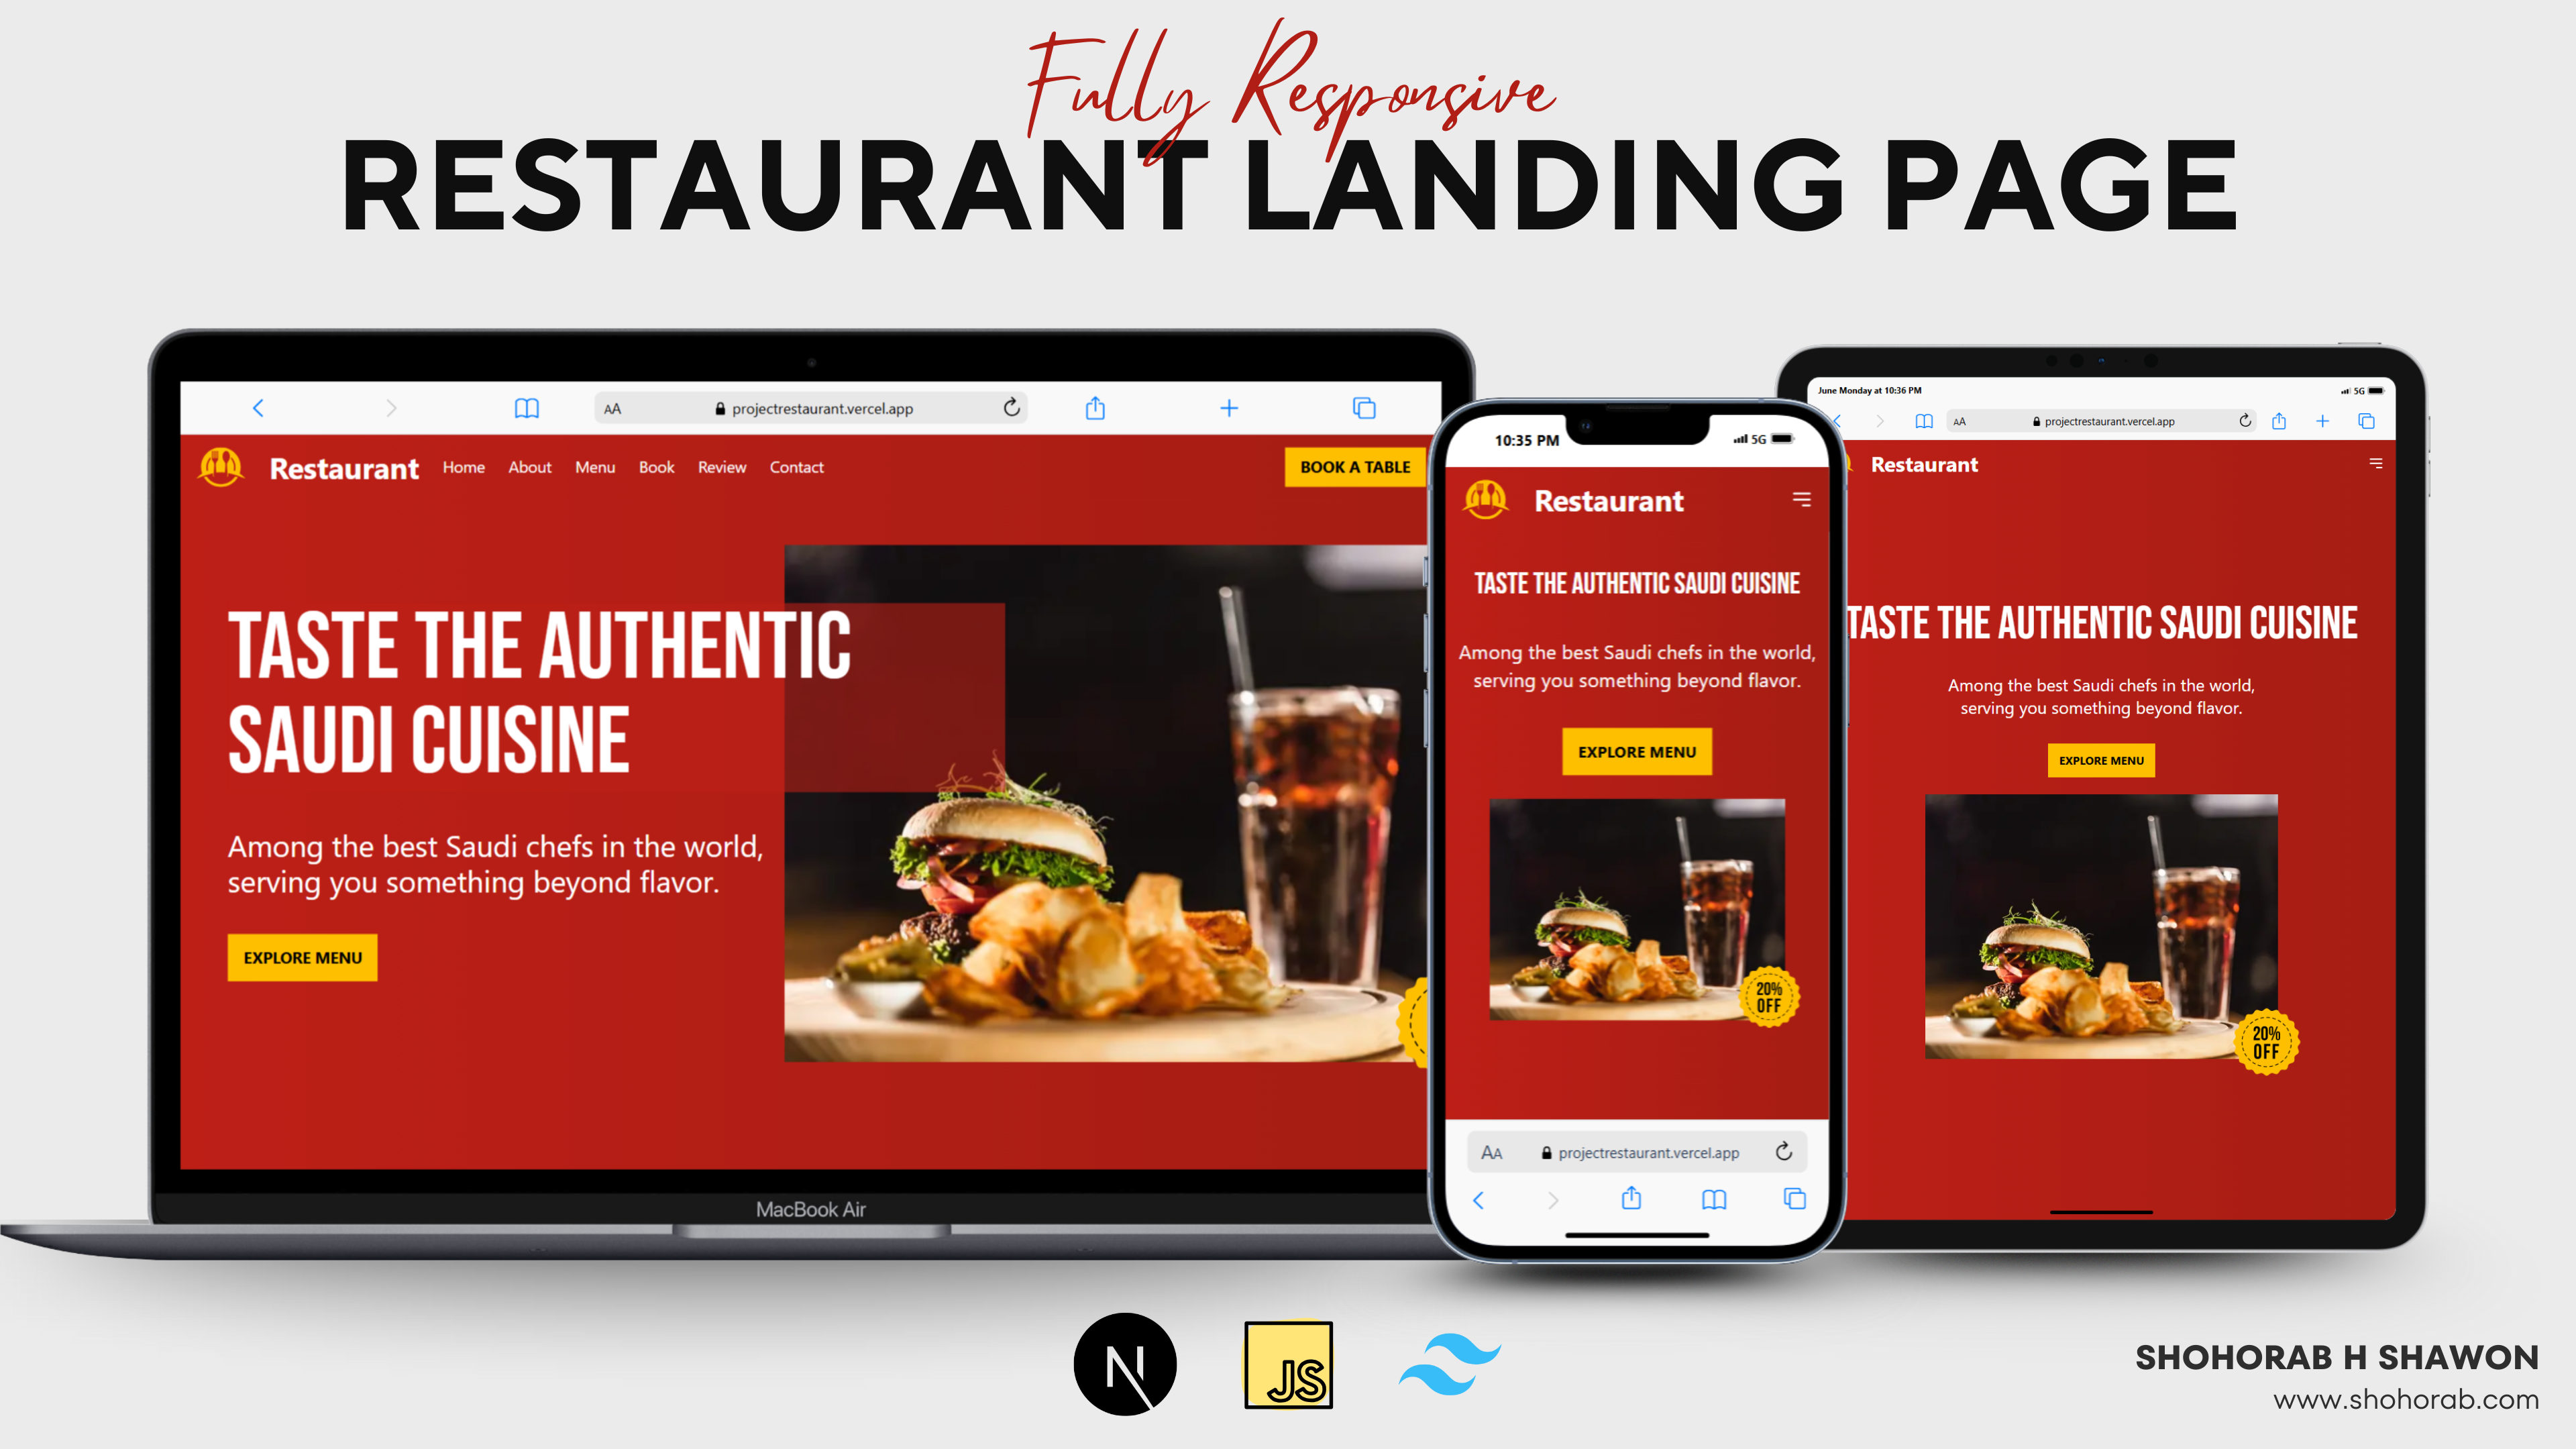 Fully Responsive
RESTAURANT LANDING PAGE
AA projectrestaurant.vercel.app
Restaurant Home About Menu Book Review Contact BOOK A TABLE
TASTE THE AUTHENTIC
SAUDI CUISINE
Among the best Saudi chefs in the world,
serving you something beyond flavor.
EXPLORE MENU
MacBook Air
10:35 PM 5G
Restaurant
TASTE THE AUTHENTIC SAUDI CUISINE
Among the best Saudi chefs in the world,
serving you something beyond flavor.
EXPLORE MENU
20%
OFF
AA projectrestaurant.vercel.app
June Monday at 10:36 PM 5G
AA projectrestaurant.vercel.app
Restaurant
TASTE THE AUTHENTIC SAUDI CUISINE
Among the best Saudi chefs in the world,
serving you something beyond flavor.
EXPLORE MENU
20%
OFF
N
JS
SHOHORAB H SHAWON
www.shohorab.com